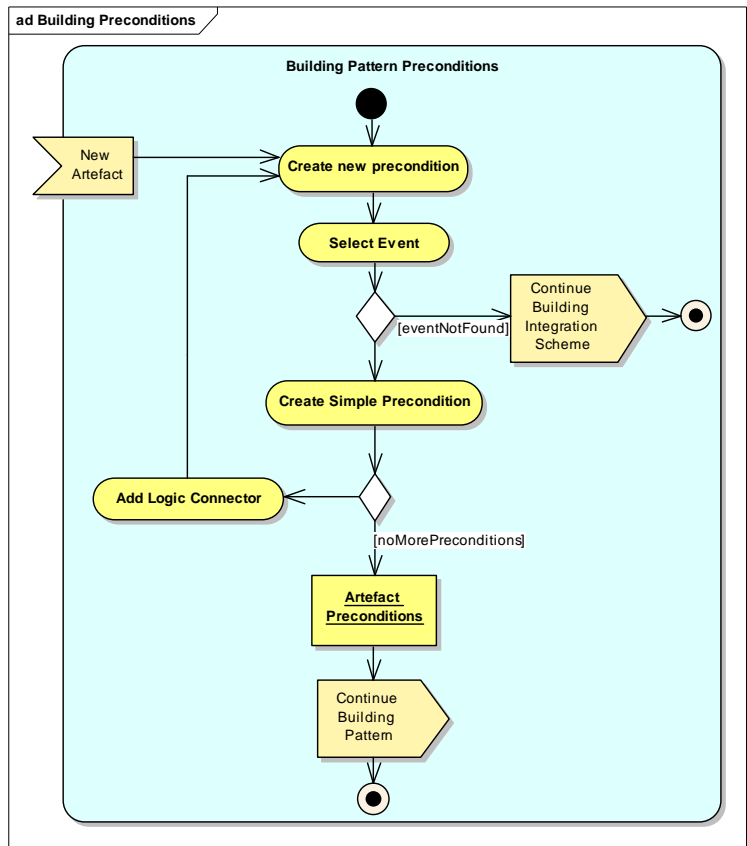 ad Building Preconditions
Building Pattern Preconditions
New
Artefact
Create new precondition
Select Event
[eventNotFound]
Continue
Building
Integration
Scheme
Create Simple Precondition
Add Logic Connector
[noMorePreconditions]
Artefact
Preconditions
Continue
Building
Pattern